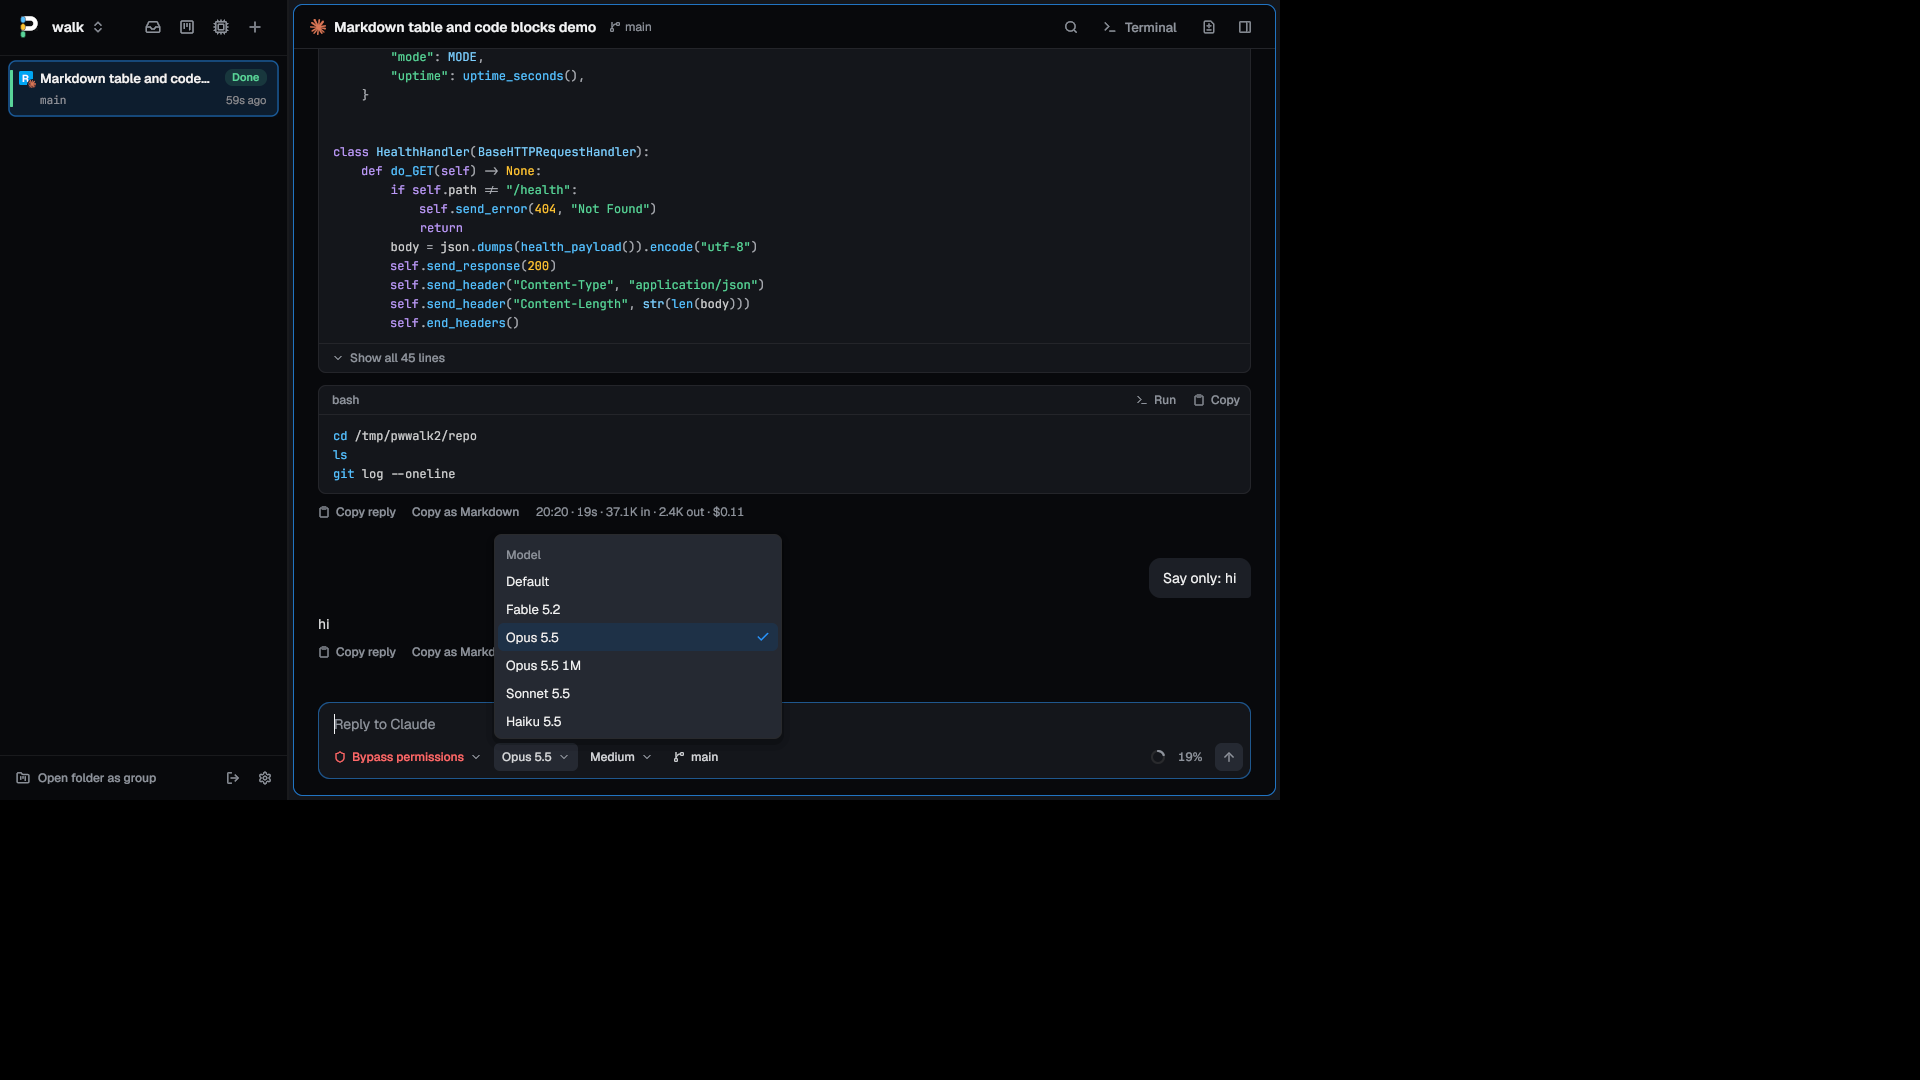 walk
Markdown table and code...
Done
main
59s ago
Open folder as group
Markdown table and code blocks demo
main
Terminal
"mode": MODE,
"uptime": uptime_seconds(),
}
class HealthHandler(BaseHTTPRequestHandler):
def do_GET(self) -> None:
if self.path != "/health":
self.send_error(404, "Not Found")
return
body = json.dumps(health_payload()).encode("utf-8")
self.send_response(200)
self.send_header("Content-Type", "application/json")
self.send_header("Content-Length", str(len(body)))
self.end_headers()
Show all 45 lines
bash
Run
Copy
cd /tmp/pwwalk2/repo
ls
git log --oneline
Copy reply
Copy as Markdown
20:20 · 19s · 37.1K in · 2.4K out · $0.11
Say only: hi
hi
Copy reply
Copy as Markd
Model
Default
Fable 5.2
Opus 5.5
Opus 5.5 1M
Sonnet 5.5
Haiku 5.5
Reply to Claude
Bypass permissions
Opus 5.5
Medium
main
19%